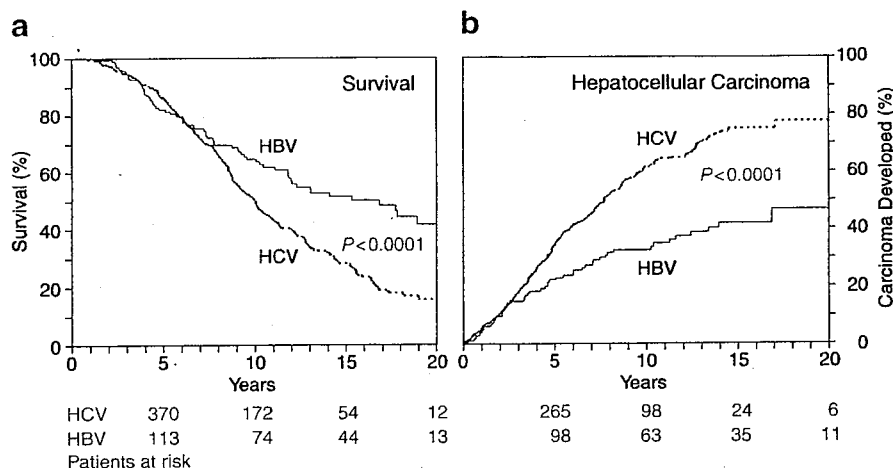 a
100
80
60
40
20
0
Survival (%)
Survival
HBV
HCV
P<0.0001
0 5 10 15 20
Years
b
Hepatocellular Carcinoma
HCV
P<0.0001
HBV
100
80
60
40
20
0
Carcinoma Developed (%)
0 5 10 15 20
Years
HCV 370 172 54 12 265 98 24 6
HBV 113 74 44 13 98 63 35 11
Patients at risk